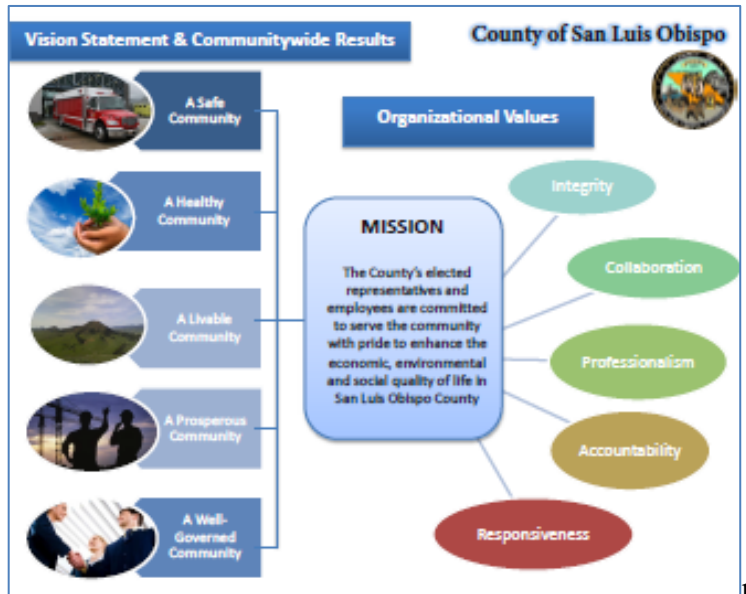 Vision Statement & Communitywide Results
County of San Luis Obispo
A Safe
Community
A Healthy
Community
A Livable
Community
A Prosperous
Community
A Well-
Governed
Community
MISSION
The County's elected
representatives and
employees are committed
to serve the community
with pride to enhance the
economic, environmental
and social quality of life in
San Luis Obispo County
Organizational Values
Integrity
Collaboration
Professionalism
Accountability
Responsiveness
1